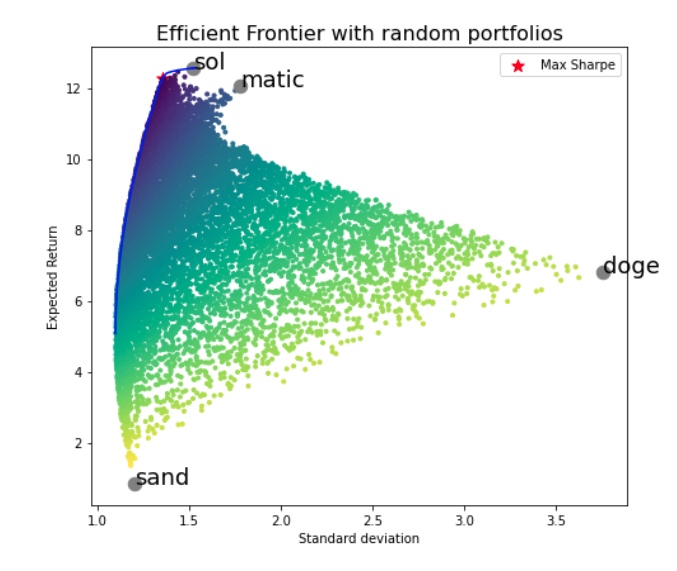 Efficient Frontier with random portfolios
Max Sharpe
sol
matic
doge
sand
Expected Return
12
10
8
6
4
2
1.0
1.5
2.0
2.5
3.0
3.5
Standard deviation